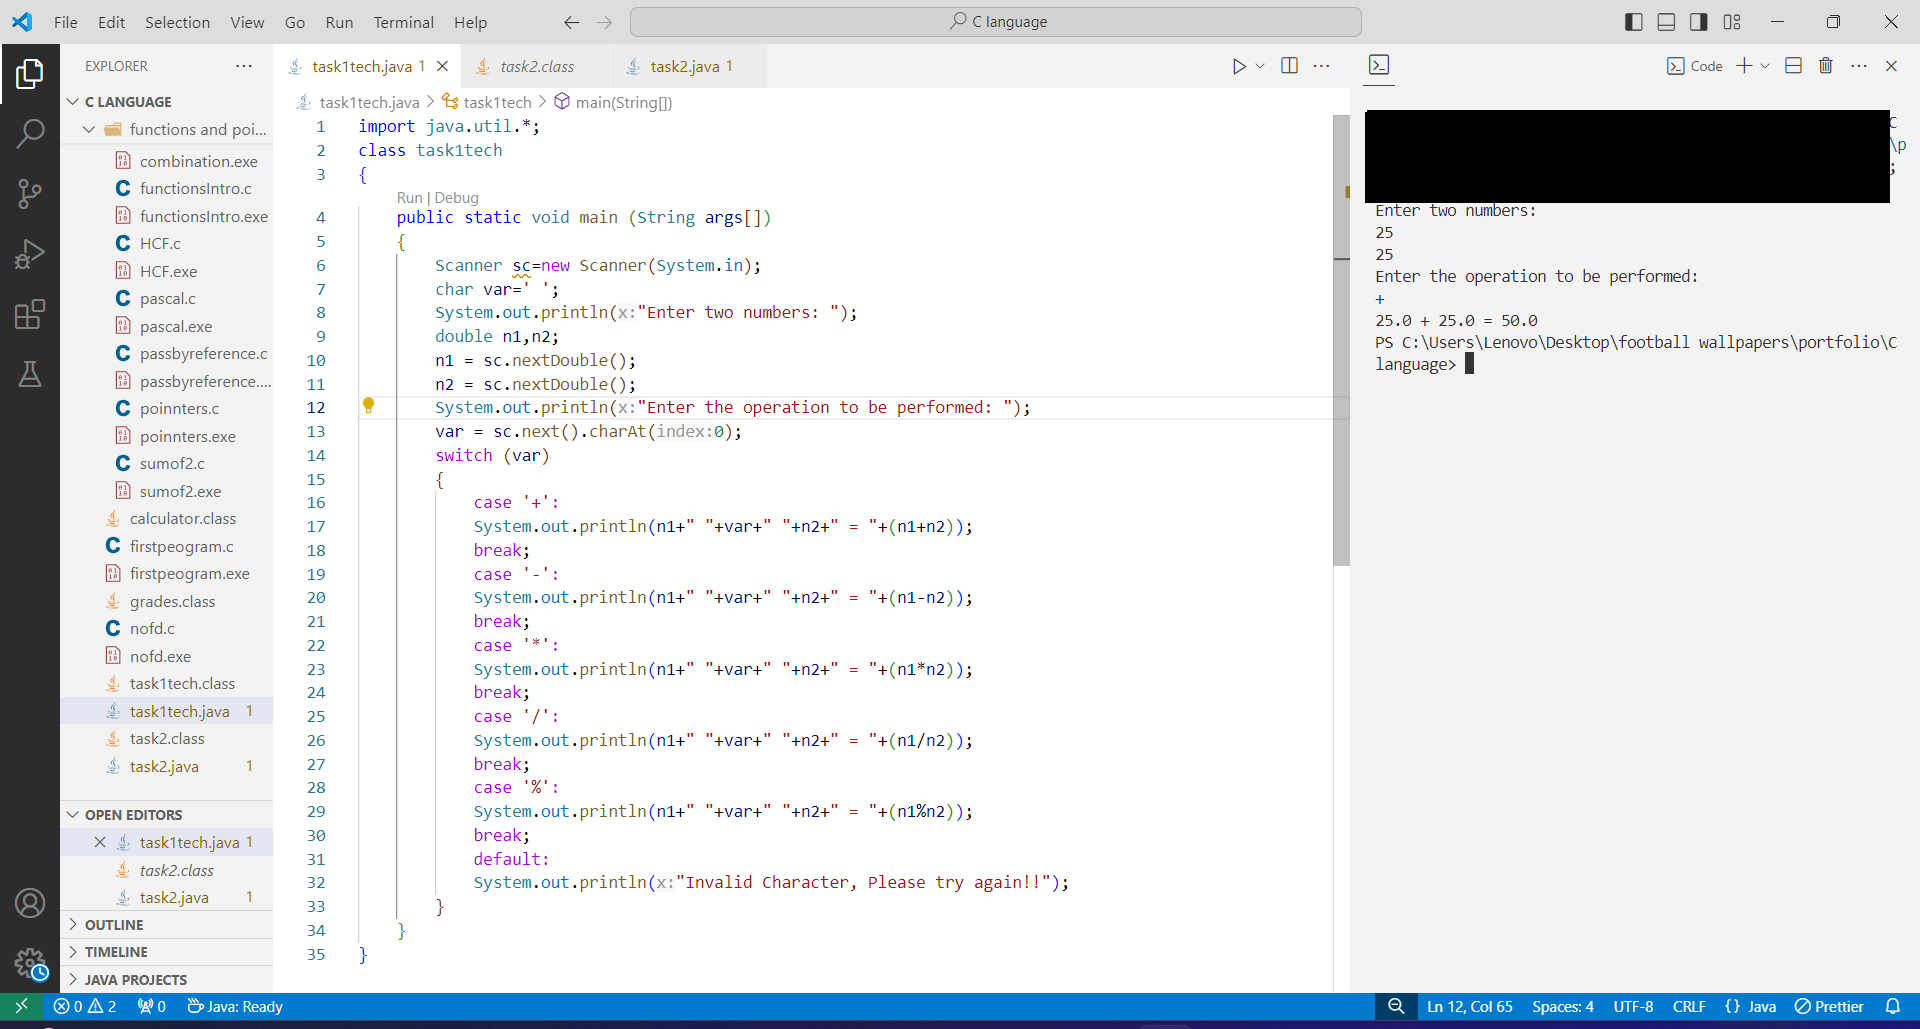 File Edit Selection View Go Run Terminal Help
C language
EXPLORER
C LANGUAGE
functions and poi...
combination.exe
functionsIntro.c
functionsIntro.exe
HCF.c
HCF.exe
pascal.c
pascal.exe
passbyreference.c
passbyreference....
poinnters.c
poinnters.exe
sumof2.c
sumof2.exe
calculator.class
firstpeogram.c
firstpeogram.exe
grades.class
nofd.c
nofd.exe
task1tech.class
task1tech.java 1
task2.class
task2.java 1
OPEN EDITORS
task1tech.java 1
task2.class
task2.java 1
OUTLINE
TIMELINE
JAVA PROJECTS
task1tech.java 1
task2.class
task2.java 1
task1tech.java > task1tech > main(String[])
1 import java.util.*;
2 class task1tech
3 {
Run | Debug
4 public static void main (String args[])
5 {
6 Scanner sc=new Scanner(System.in);
7 char var=' ';
8 System.out.println(x:"Enter two numbers: ");
9 double n1,n2;
10 n1 = sc.nextDouble();
11 n2 = sc.nextDouble();
12 System.out.println(x:"Enter the operation to be performed: ");
13 var = sc.next().charAt(index:0);
14 switch (var)
15 {
16 case '+':
17 System.out.println(n1+" "+var+" "+n2+" = "+(n1+n2));
18 break;
19 case '-':
20 System.out.println(n1+" "+var+" "+n2+" = "+(n1-n2));
21 break;
22 case '*':
23 System.out.println(n1+" "+var+" "+n2+" = "+(n1*n2));
24 break;
25 case '/':
26 System.out.println(n1+" "+var+" "+n2+" = "+(n1/n2));
27 break;
28 case '%':
29 System.out.println(n1+" "+var+" "+n2+" = "+(n1%n2));
30 break;
31 default:
32 System.out.println(x:"Invalid Character, Please try again!!");
33 }
34 }
35 }
Code
C
\p
;
Enter two numbers:
25
25
Enter the operation to be performed:
+
25.0 + 25.0 = 50.0
PS C:\Users\Lenovo\Desktop\football wallpapers\portfolio\C
language>
0 2 0 Java: Ready
Ln 12, Col 65 Spaces: 4 UTF-8 CRLF {} Java Prettier